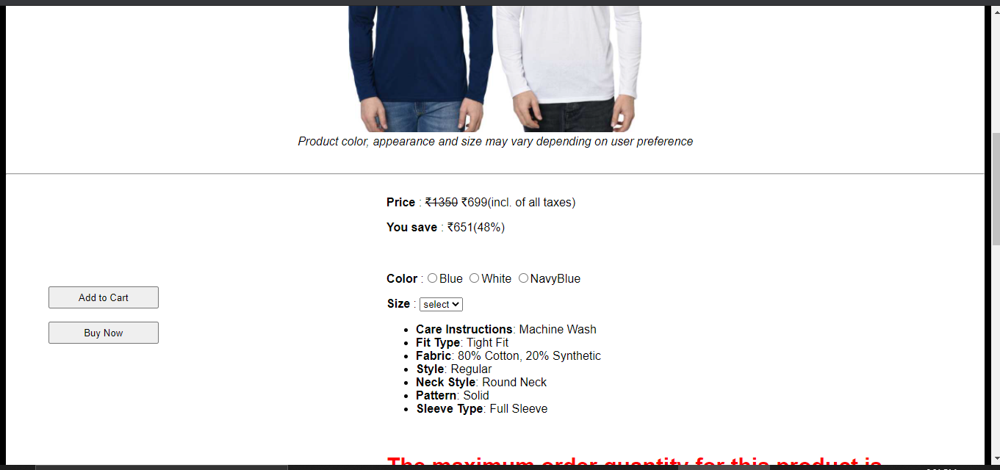 Product color, appearance and size may vary depending on user preference
Price : ₹1350 ₹699(incl. of all taxes)
You save : ₹651(48%)
Color : Blue White NavyBlue
Add to Cart
Size : select
Buy Now
Care Instructions: Machine Wash
Fit Type: Tight Fit
Fabric: 80% Cotton, 20% Synthetic
Style: Regular
Neck Style: Round Neck
Pattern: Solid
Sleeve Type: Full Sleeve
The maximum order quantity for this product is